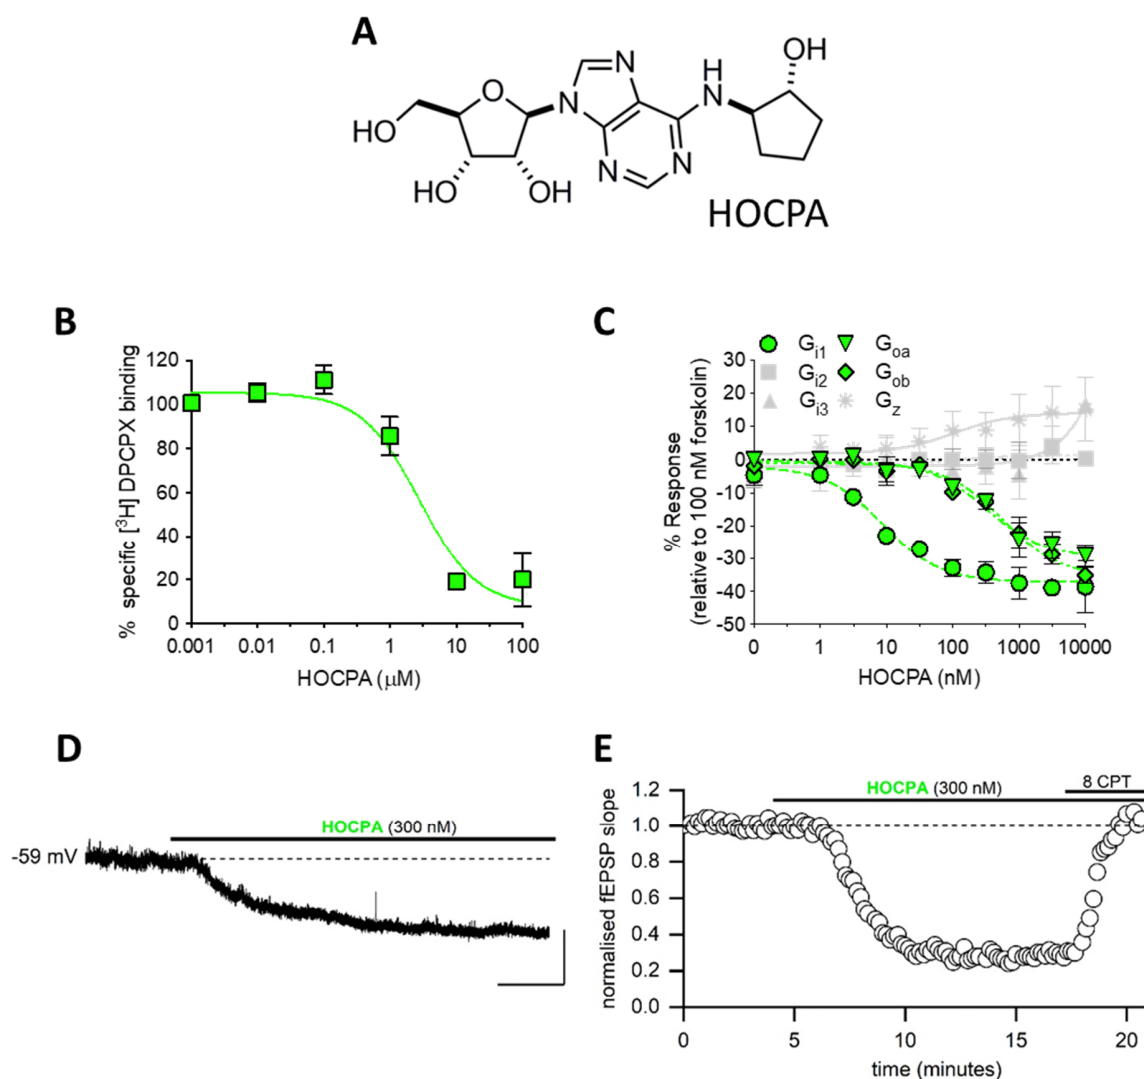 A
HO
O
HO
OH
N
N
N
N
H
N
OH
HOCPA
B
% specific [³H] DPCPX binding
120
100
80
60
40
20
0
0.001 0.01 0.1 1 10 100
HOCPA (μM)
C
Gi1 Goa
Gi2 Gob
Gi3 Gz
% Response
(relative to 100 nM forskolin)
30
20
10
0
-10
-20
-30
-40
-50
0 1 10 100 1000 10000
HOCPA (nM)
D
HOCPA (300 nM)
-59 mV
E
8 CPT
HOCPA (300 nM)
normalised fEPSP slope
1.2
1.0
0.8
0.6
0.4
0.2
0.0
0 5 10 15 20
time (minutes)